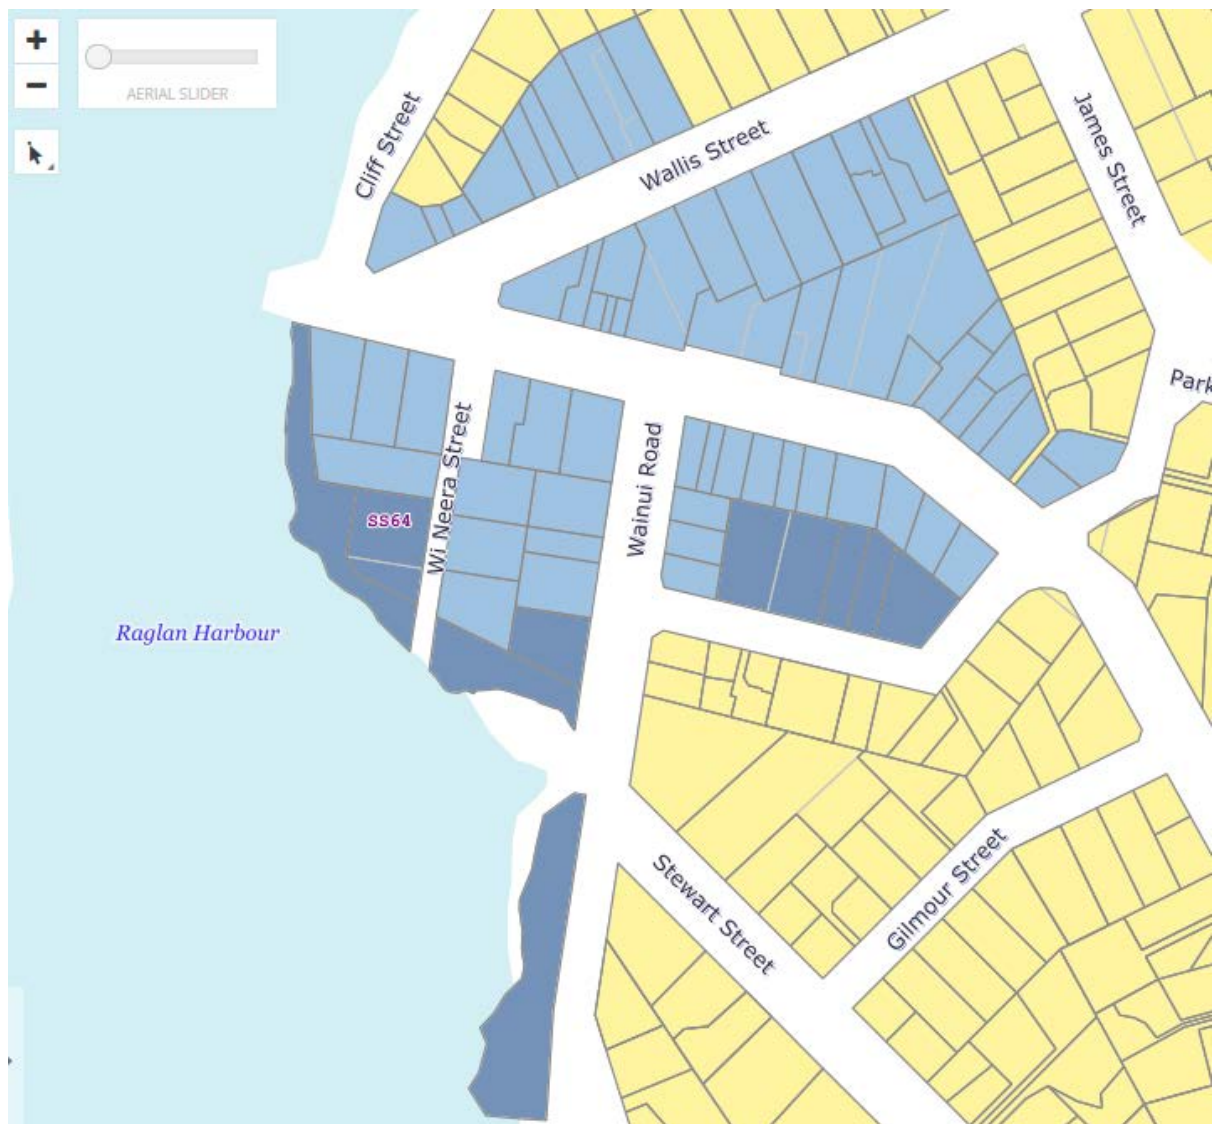 +
AERIAL SLIDER
−
Cliff Street
Wallis Street
James Street
Park
Wi Neera Street
Wainui Road
SS64
Raglan Harbour
Stewart Street
Gilmour Street